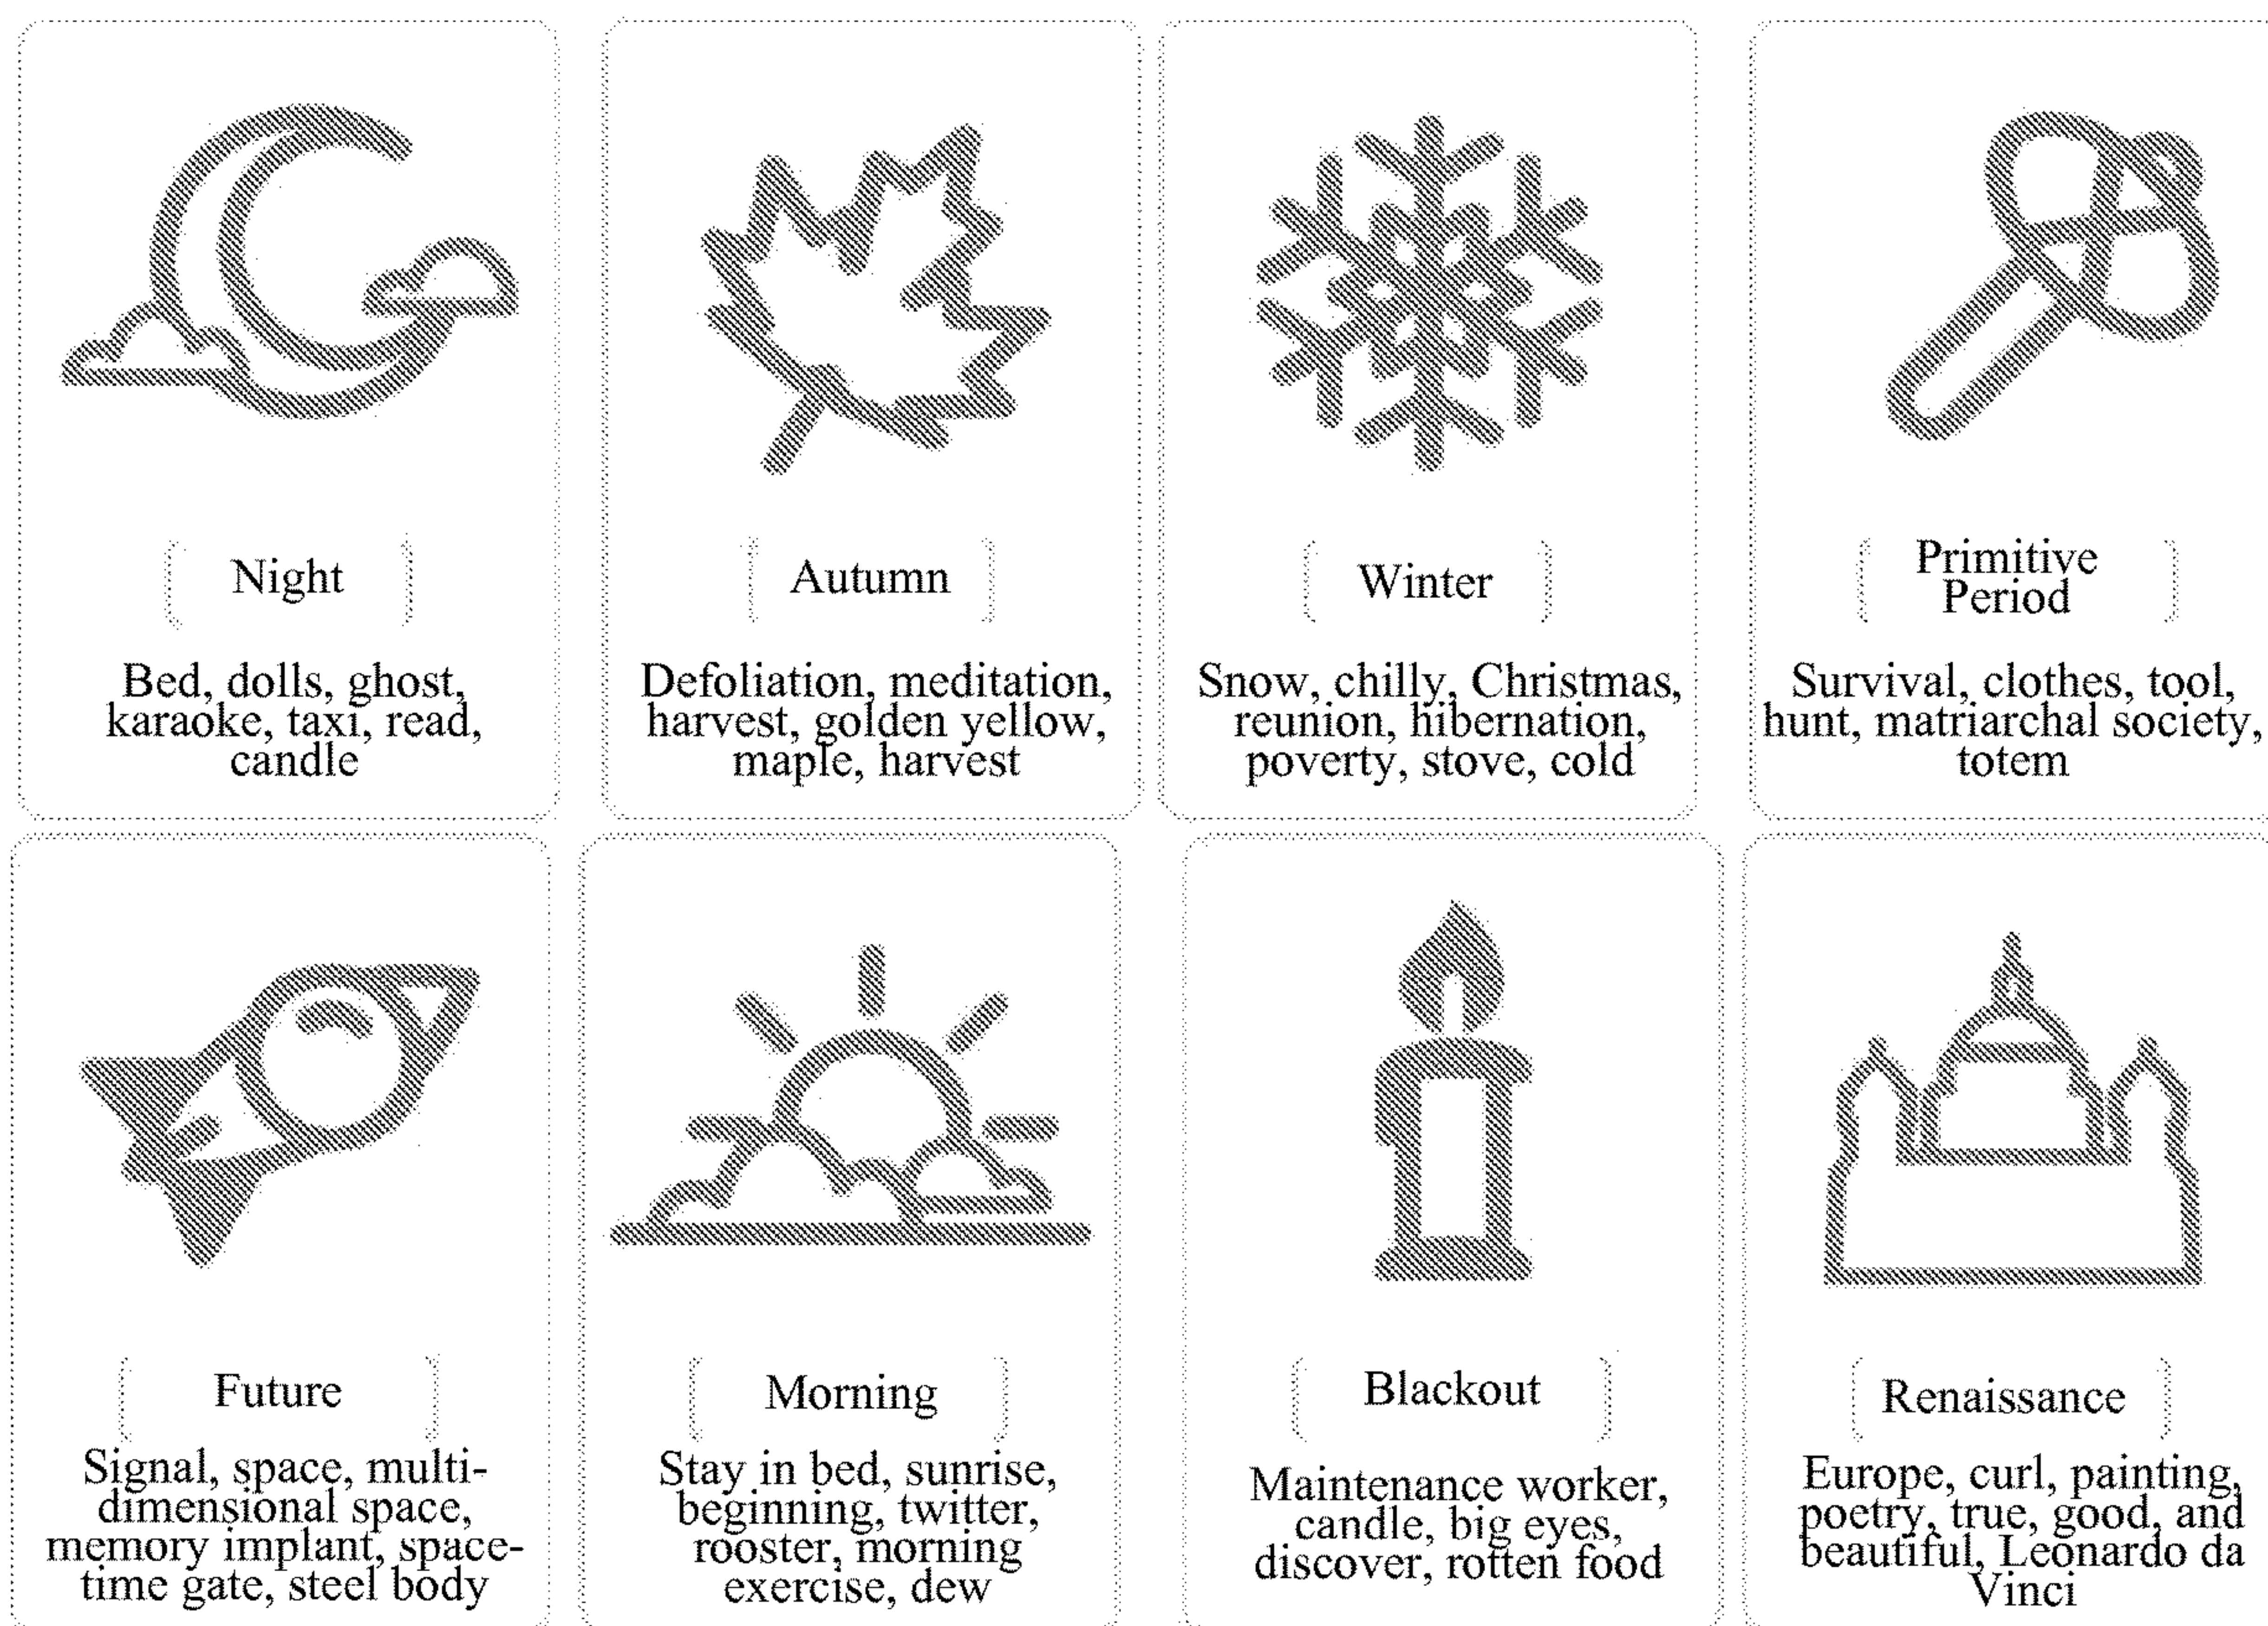 Night
Bed, dolls, ghost,
karaoke, taxi, read,
candle
Autumn
Defoliation, meditation,
harvest, golden yellow,
maple, harvest
Winter
Snow, chilly, Christmas,
reunion, hibernation,
poverty, stove, cold
Primitive
Period
Survival, clothes, tool,
hunt, matriarchal society,
totem
Future
Signal, space, multi-
dimensional space,
memory implant, space-
time gate, steel body
Morning
Stay in bed, sunrise,
beginning, twitter,
rooster, morning
exercise, dew
Blackout
Maintenance worker,
candle, big eyes,
discover, rotten food
Renaissance
Europe, curl, painting,
poetry, true, good, and
beautiful, Leonardo da
Vinci